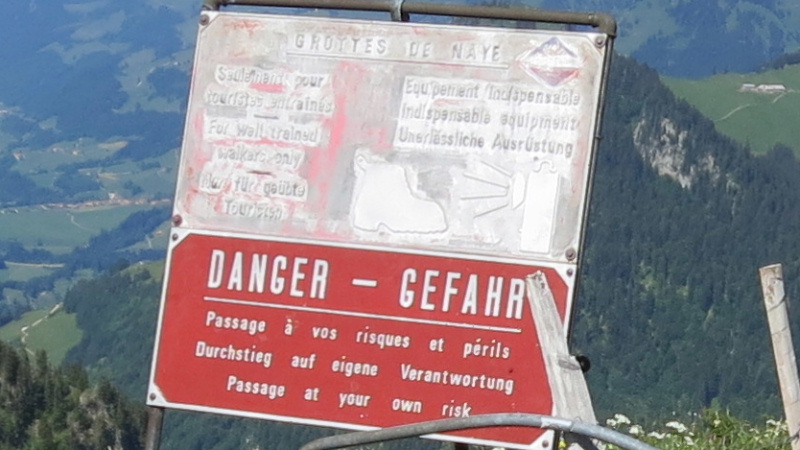 GROTTES DE NAYE
Seulement pour
touristes entrainés
For well trained
walkers only
Nur für geübte
Touristen
Equipement indispensable
Indispensable equipment
Unerlässliche Ausrüstung
DANGER - GEFAHR
Passage à vos risques et périls
Durchstieg auf eigene Verantwortung
Passage at your own risk